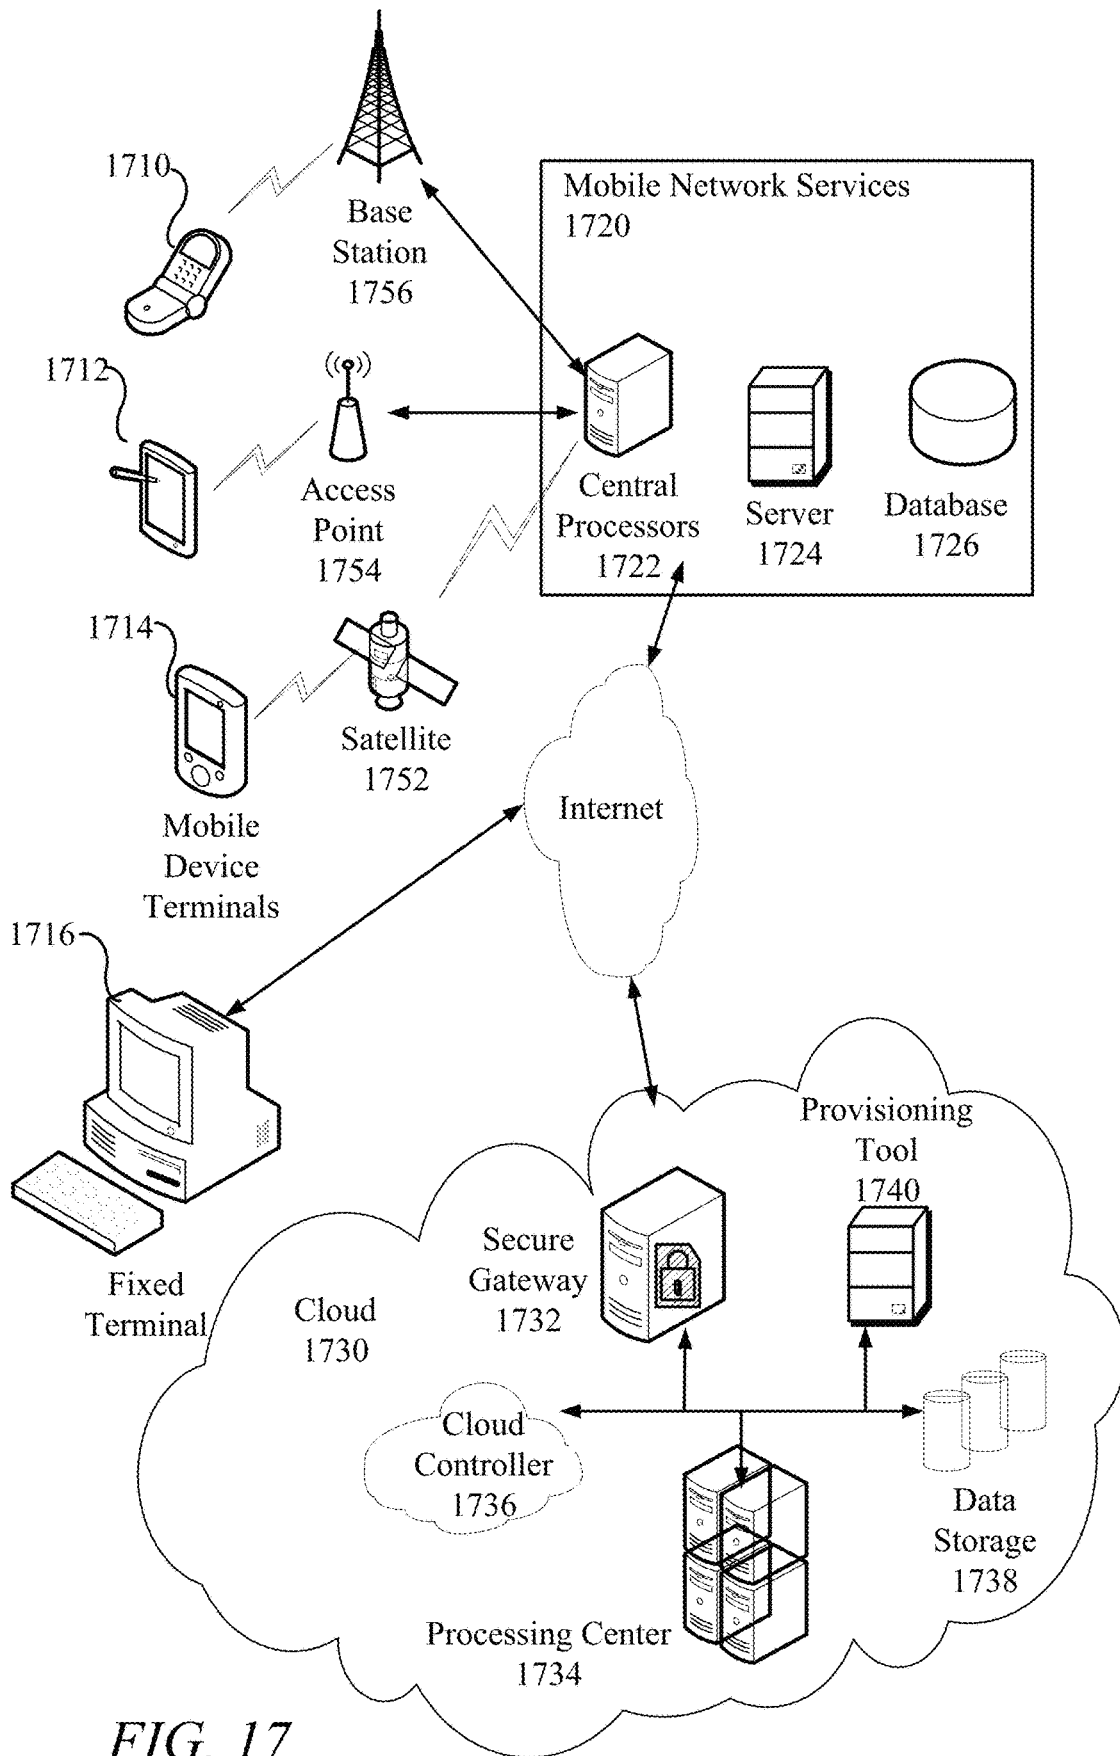 1710
Base
Station
1756
Mobile Network Services
1720
1712
Access
Point
1754
Central
Processors
1722
Server
1724
Database
1726
1714
Satellite
1752
Mobile
Device
Terminals
Internet
1716
Fixed
Terminal
Provisioning
Tool
1740
Secure
Gateway
1732
Cloud
1730
Cloud
Controller
1736
Data
Storage
1738
Processing Center
1734
FIG. 17